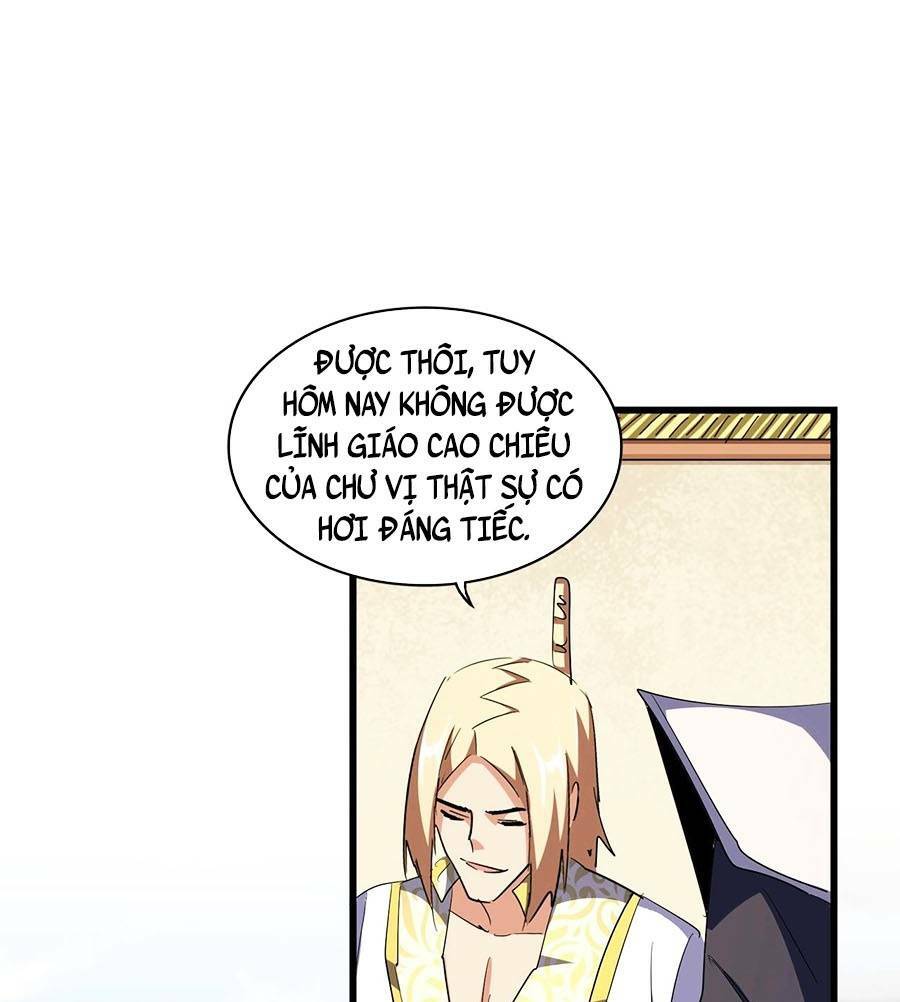 ĐƯỢC THÔI, TUY
HÔM NAY KHÔNG ĐƯỢC
LĨNH GIÁO CAO CHIÊU
CỦA CHƯ VỊ THẬT SỰ CÓ
HƠI ĐÁNG TIẾC.